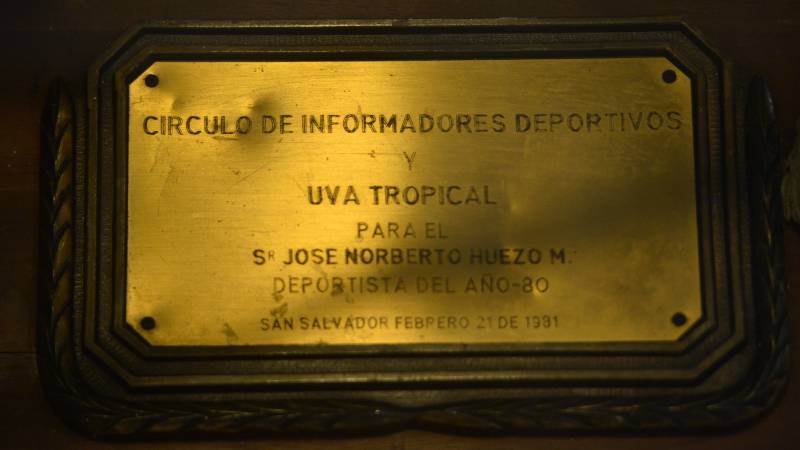 CIRCULO DE INFORMADORES DEPORTIVOS
Y
UVA TROPICAL
PARA EL
SR JOSE NORBERTO HUEZO M.
DEPORTISTA DEL AÑO-80
SAN SALVADOR FEBRERO 21 DE 1981